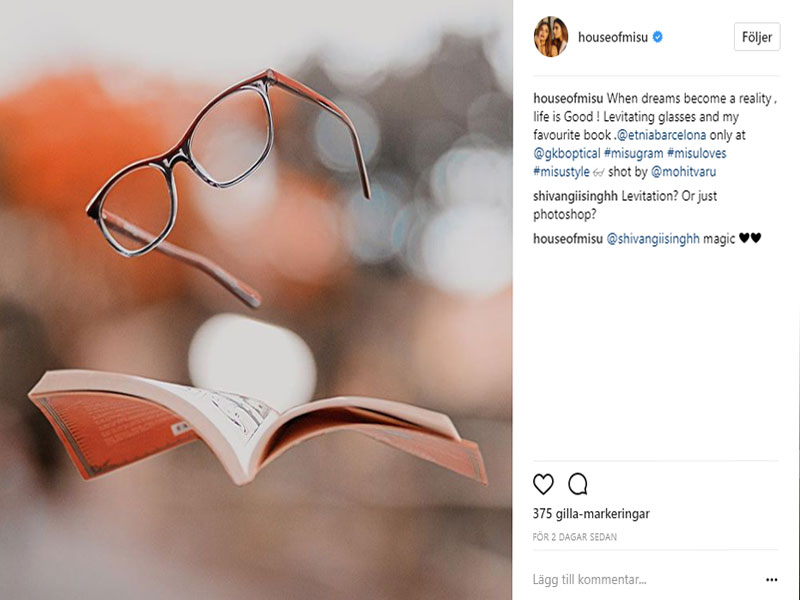 houseofmisu
Följer
houseofmisu When dreams become a reality ,
life is Good ! Levitating glasses and my
favourite book .@etniabarcelona only at
@gkboptical #misugram #misuloves
#misustyle 👓 shot by @mohitvaru
shivangiisinghh Levitation? Or just
photoshop?
houseofmisu @shivangiisinghh magic 🖤🖤
375 gilla-markeringar
FÖR 2 DAGAR SEDAN
Lägg till kommentar...